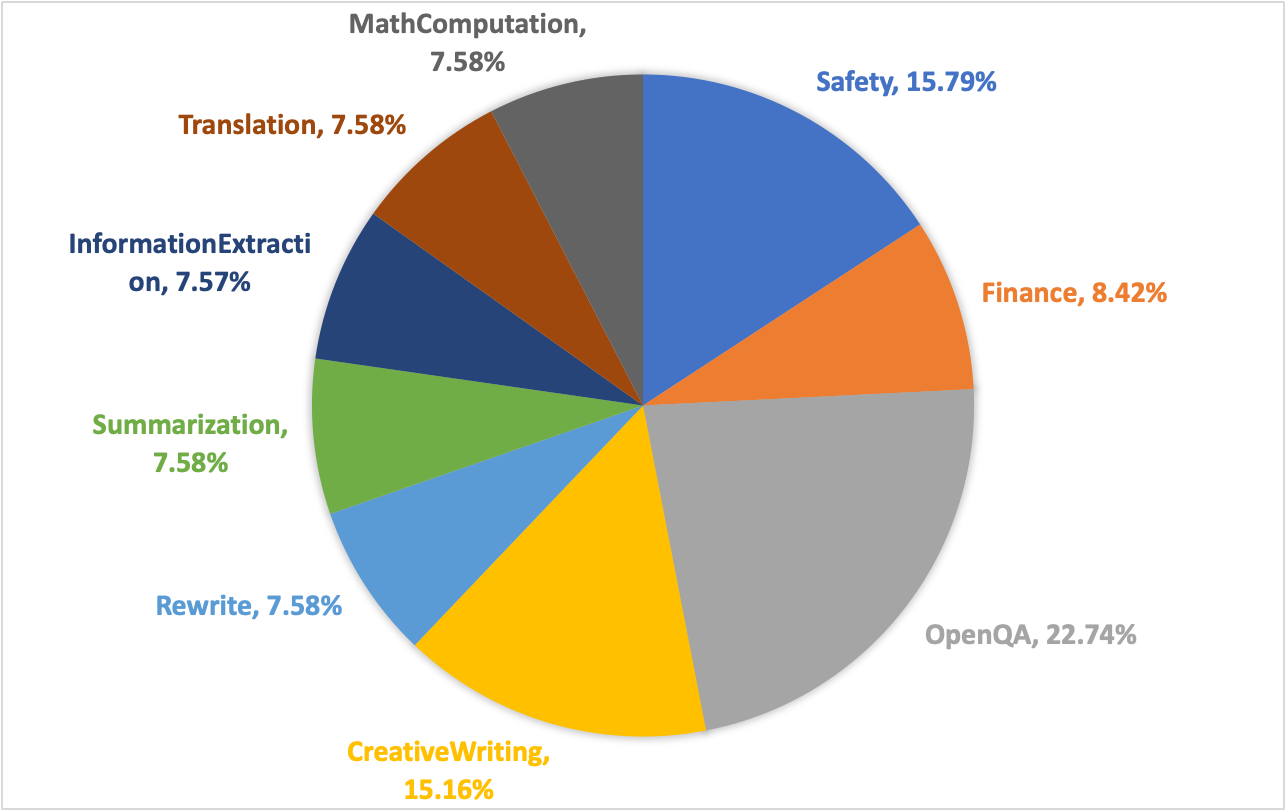 MathComputation,
7.58%
Safety, 15.79%
Translation, 7.58%
InformationExtracti
on, 7.57%
Finance, 8.42%
Summarization,
7.58%
Rewrite, 7.58%
OpenQA, 22.74%
CreativeWriting,
15.16%